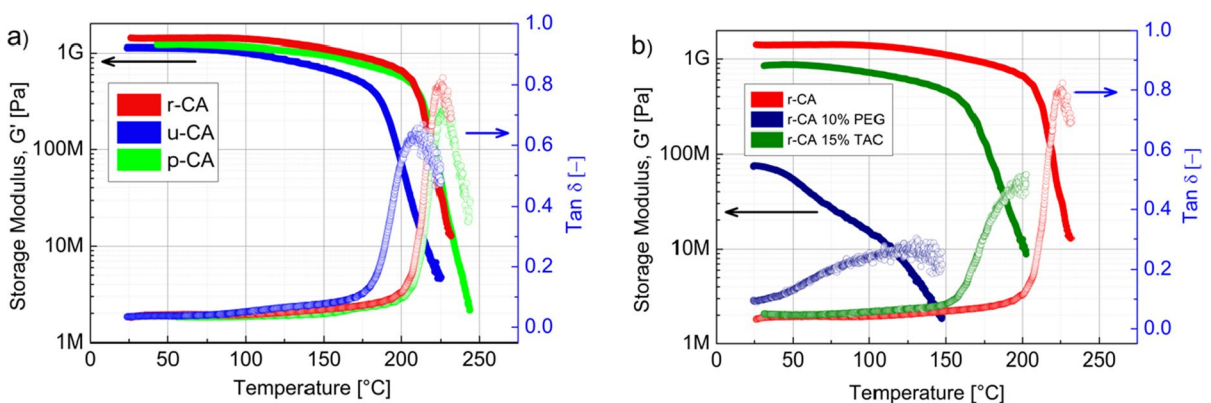 a)
Storage Modulus, G' [Pa]
1G
100M
10M
1M
r-CA
u-CA
p-CA
0 50 100 150 200 250
Temperature [°C]
1.0
0.8
0.6
0.4
0.2
0.0
Tan δ [–]
b)
Storage Modulus, G' [Pa]
1G
100M
10M
1M
r-CA
r-CA 10% PEG
r-CA 15% TAC
0 50 100 150 200 250
Temperature [°C]
1.0
0.8
0.6
0.4
0.2
0.0
Tan δ [–]